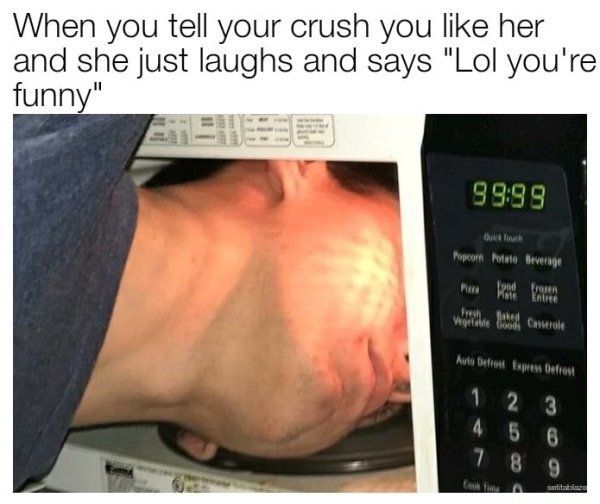 When you tell your crush you like her
and she just laughs and says "Lol you're
funny"
99:99
Quick Touch
Popcorn Potato Beverage
Pizza Food Plate Frozen Entree
Fresh Vegetable Baked Goods Casserole
Auto Defrost Express Defrost
1 2 3
4 5 6
7 8 9
Cook Time 0